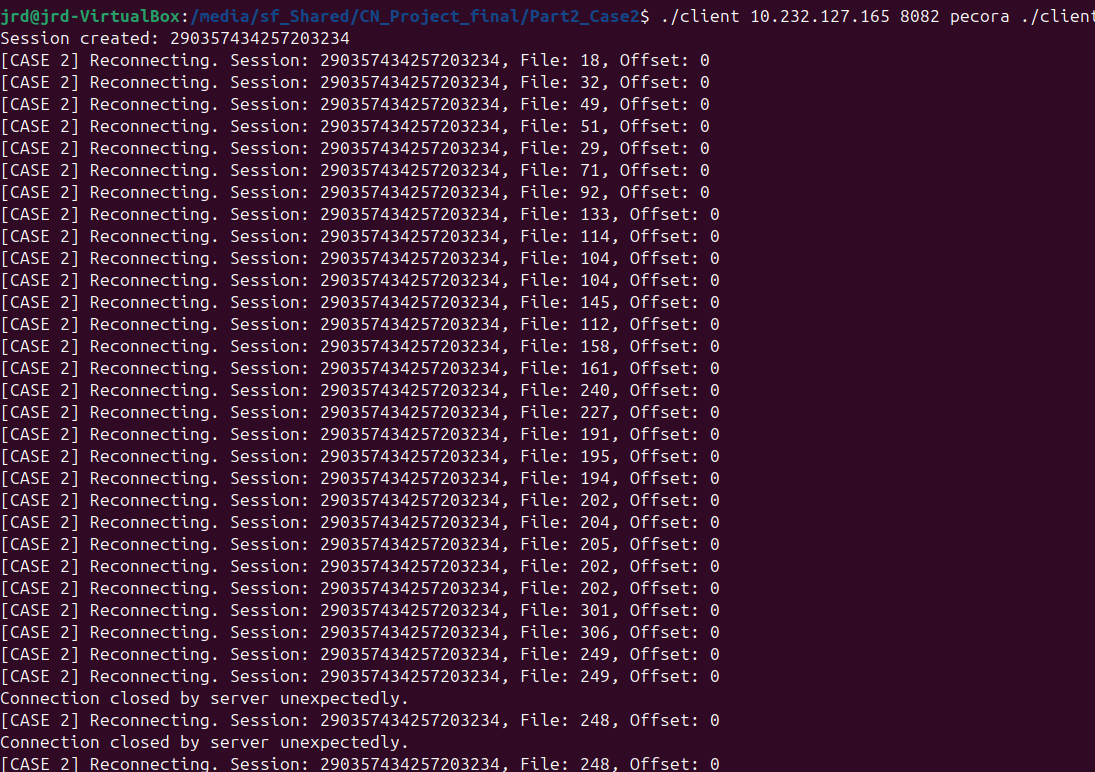 jrd@jrd-VirtualBox:/media/sf_Shared/CN_Project_final/Part2_Case2$ ./client 10.232.127.165 8082 pecora ./client
Session created: 290357434257203234
[CASE 2] Reconnecting. Session: 290357434257203234, File: 18, Offset: 0
[CASE 2] Reconnecting. Session: 290357434257203234, File: 32, Offset: 0
[CASE 2] Reconnecting. Session: 290357434257203234, File: 49, Offset: 0
[CASE 2] Reconnecting. Session: 290357434257203234, File: 51, Offset: 0
[CASE 2] Reconnecting. Session: 290357434257203234, File: 29, Offset: 0
[CASE 2] Reconnecting. Session: 290357434257203234, File: 71, Offset: 0
[CASE 2] Reconnecting. Session: 290357434257203234, File: 92, Offset: 0
[CASE 2] Reconnecting. Session: 290357434257203234, File: 133, Offset: 0
[CASE 2] Reconnecting. Session: 290357434257203234, File: 114, Offset: 0
[CASE 2] Reconnecting. Session: 290357434257203234, File: 104, Offset: 0
[CASE 2] Reconnecting. Session: 290357434257203234, File: 104, Offset: 0
[CASE 2] Reconnecting. Session: 290357434257203234, File: 145, Offset: 0
[CASE 2] Reconnecting. Session: 290357434257203234, File: 112, Offset: 0
[CASE 2] Reconnecting. Session: 290357434257203234, File: 158, Offset: 0
[CASE 2] Reconnecting. Session: 290357434257203234, File: 161, Offset: 0
[CASE 2] Reconnecting. Session: 290357434257203234, File: 240, Offset: 0
[CASE 2] Reconnecting. Session: 290357434257203234, File: 227, Offset: 0
[CASE 2] Reconnecting. Session: 290357434257203234, File: 191, Offset: 0
[CASE 2] Reconnecting. Session: 290357434257203234, File: 195, Offset: 0
[CASE 2] Reconnecting. Session: 290357434257203234, File: 194, Offset: 0
[CASE 2] Reconnecting. Session: 290357434257203234, File: 202, Offset: 0
[CASE 2] Reconnecting. Session: 290357434257203234, File: 204, Offset: 0
[CASE 2] Reconnecting. Session: 290357434257203234, File: 205, Offset: 0
[CASE 2] Reconnecting. Session: 290357434257203234, File: 202, Offset: 0
[CASE 2] Reconnecting. Session: 290357434257203234, File: 202, Offset: 0
[CASE 2] Reconnecting. Session: 290357434257203234, File: 301, Offset: 0
[CASE 2] Reconnecting. Session: 290357434257203234, File: 306, Offset: 0
[CASE 2] Reconnecting. Session: 290357434257203234, File: 249, Offset: 0
[CASE 2] Reconnecting. Session: 290357434257203234, File: 249, Offset: 0
Connection closed by server unexpectedly.
[CASE 2] Reconnecting. Session: 290357434257203234, File: 248, Offset: 0
Connection closed by server unexpectedly.
[CASE 2] Reconnecting. Session: 290357434257203234, File: 248, Offset: 0